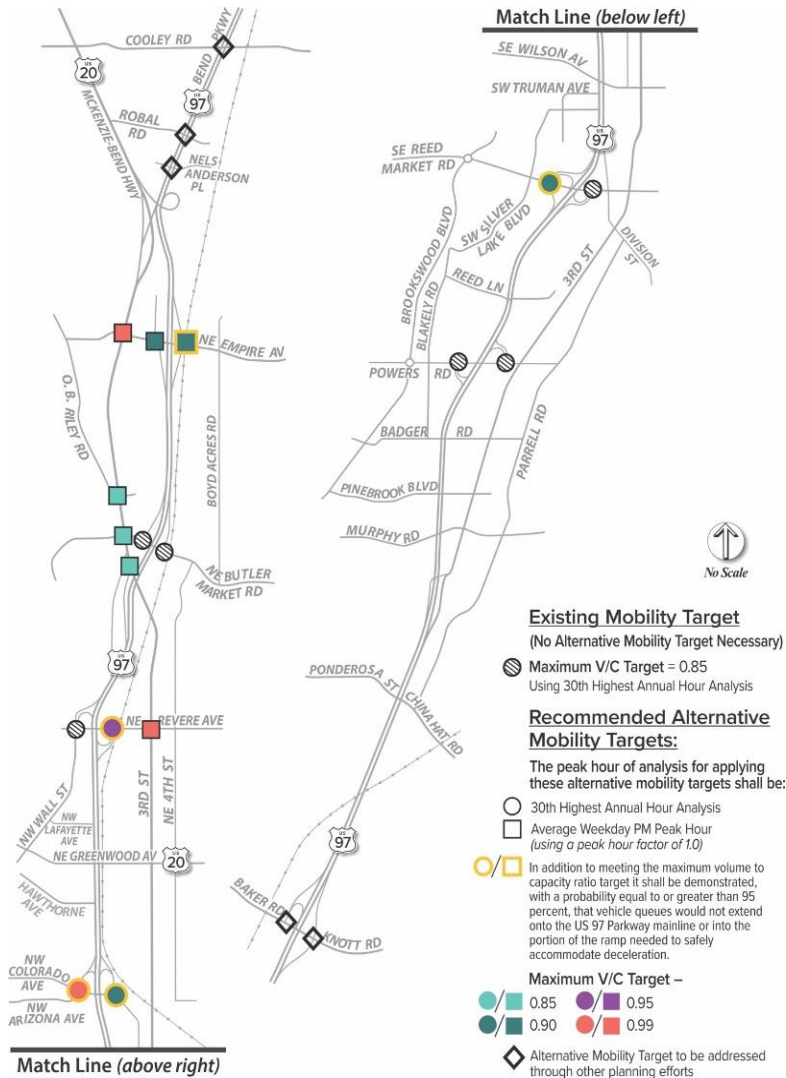 COOLEY RD
BEND PKWY
US
20
US
97
MCKENZIE-BEND HWY
ROBAL
RD
NELS
ANDERSON
PL
NE EMPIRE AV
O. B. RILEY RD
BOYD ACRES RD
NE BUTLER
MARKET RD
US
97
NE REVERE AVE
3RD ST
NE 4TH ST
NW WALL ST
NW
LAFAYETTE
AVE
NE GREENWOOD AV
US
20
HAWTHORNE
AVE
NW
COLORADO
AVE
NW
ARIZONA AVE
Match Line (above right)
Match Line (below left)
SE WILSON AV
SW TRUMAN AVE
US
97
SE REED
MARKET RD
SW SILVER
LAKE BLVD
BROOKSWOOD BLVD
BLAKELY RD
REED LN
3RD ST
DIVISION
ST
POWERS RD
BADGER RD
PARRELL RD
PINEBROOK BLVD
MURPHY RD
PONDEROSA ST
CHINA HAT RD
US
97
BAKER RD
KNOTT RD
No Scale
Existing Mobility Target
(No Alternative Mobility Target Necessary)
Maximum V/C Target = 0.85
Using 30th Highest Annual Hour Analysis
Recommended Alternative
Mobility Targets:
The peak hour of analysis for applying
these alternative mobility targets shall be:
30th Highest Annual Hour Analysis
Average Weekday PM Peak Hour
(using a peak hour factor of 1.0)
/ In addition to meeting the maximum volume to
capacity ratio target it shall be demonstrated,
with a probability equal to or greater than 95
percent, that vehicle queues would not extend
onto the US 97 Parkway mainline or into the
portion of the ramp needed to safely
accommodate deceleration.
Maximum V/C Target –
/ 0.85 / 0.95
/ 0.90 / 0.99
Alternative Mobility Target to be addressed
through other planning efforts